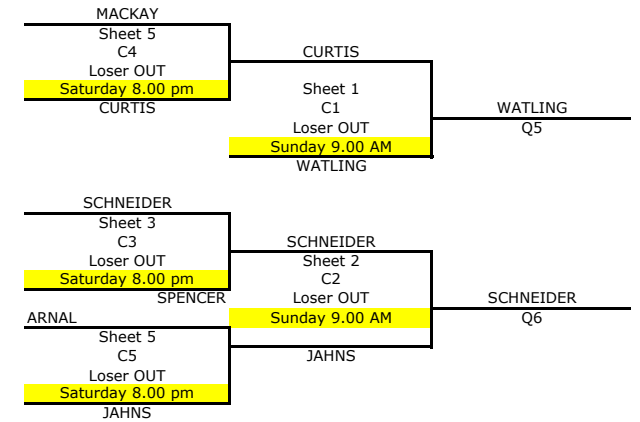 MACKAY
Sheet 5
C4
Loser OUT
Saturday 8.00 pm
CURTIS
CURTIS
Sheet 1
C1
Loser OUT
Sunday 9.00 AM
WATLING
WATLING
Q5
SCHNEIDER
Sheet 3
C3
Loser OUT
Saturday 8.00 pm
SPENCER
ARNAL
Sheet 5
C5
Loser OUT
Saturday 8.00 pm
JAHNS
SCHNEIDER
Sheet 2
C2
Loser OUT
Sunday 9.00 AM
JAHNS
SCHNEIDER
Q6